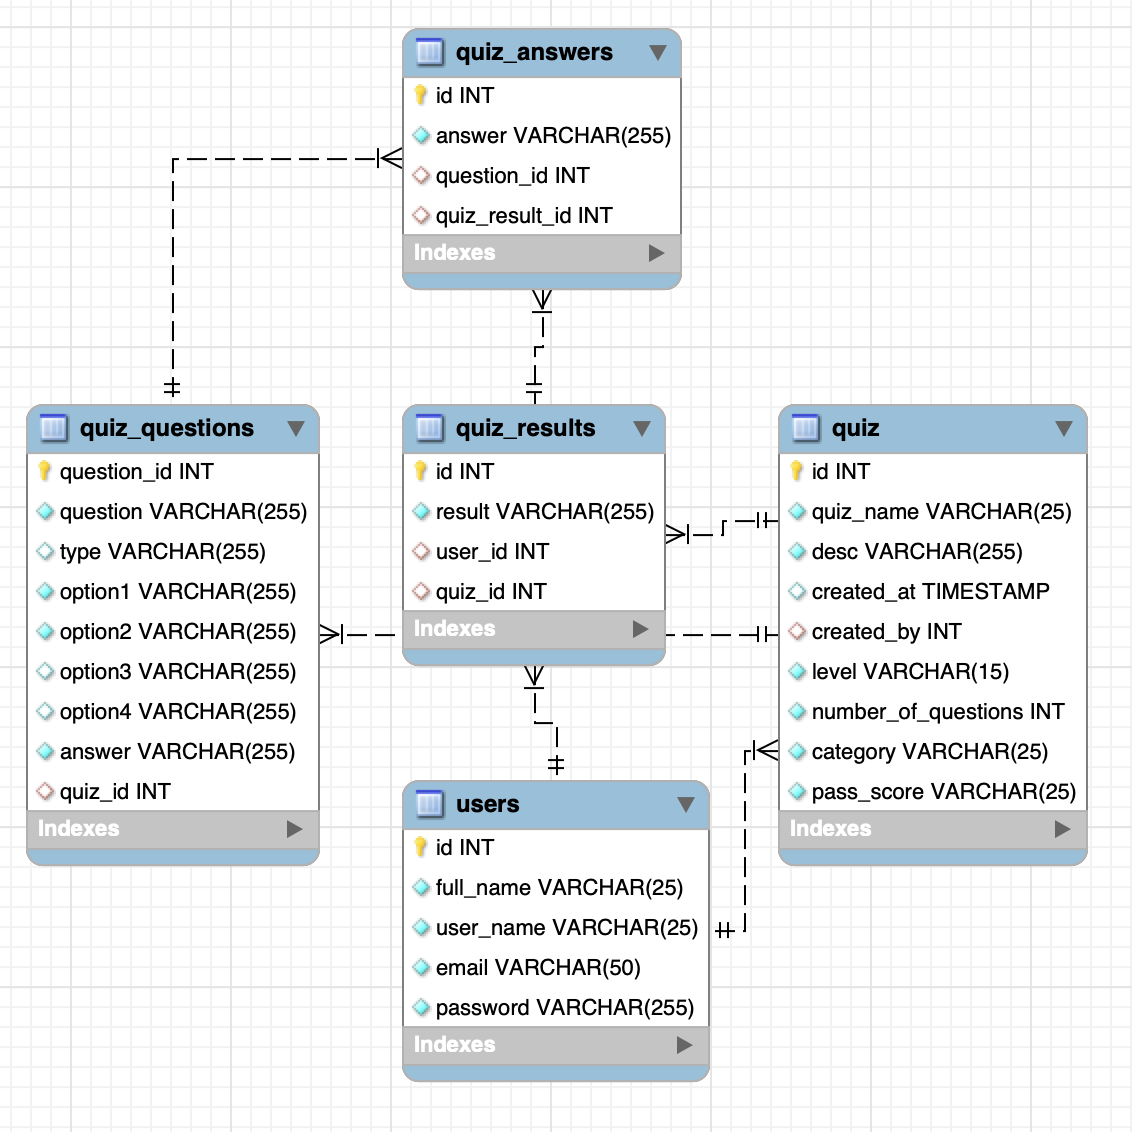 quiz_answers
id INT
answer VARCHAR(255)
question_id INT
quiz_result_id INT
Indexes
quiz_questions
question_id INT
question VARCHAR(255)
type VARCHAR(255)
option1 VARCHAR(255)
option2 VARCHAR(255)
option3 VARCHAR(255)
option4 VARCHAR(255)
answer VARCHAR(255)
quiz_id INT
Indexes
quiz_results
id INT
result VARCHAR(255)
user_id INT
quiz_id INT
Indexes
quiz
id INT
quiz_name VARCHAR(25)
desc VARCHAR(255)
created_at TIMESTAMP
created_by INT
level VARCHAR(15)
number_of_questions INT
category VARCHAR(25)
pass_score VARCHAR(25)
Indexes
users
id INT
full_name VARCHAR(25)
user_name VARCHAR(25)
email VARCHAR(50)
password VARCHAR(255)
Indexes